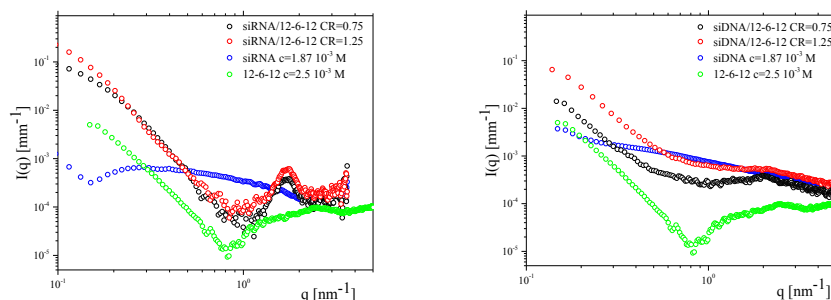 siRNA/12-6-12 CR=0.75
siRNA/12-6-12 CR=1.25
siRNA c=1.87 10⁻³ M
12-6-12 c=2.5 10⁻³ M
10⁻¹
10⁻²
10⁻³
10⁻⁴
10⁻⁵
I(q) [mm⁻¹]
10⁻¹ 10⁰
q [nm⁻¹]
siDNA/12-6-12 CR=0.75
siDNA/12-6-12 CR=1.25
siDNA c=1.87 10⁻³ M
12-6-12 c=2.5 10⁻³ M
10⁻¹
10⁻²
10⁻³
10⁻⁴
10⁻⁵
I(q) [mm⁻¹]
10⁻¹ 10⁰
q [nm⁻¹]